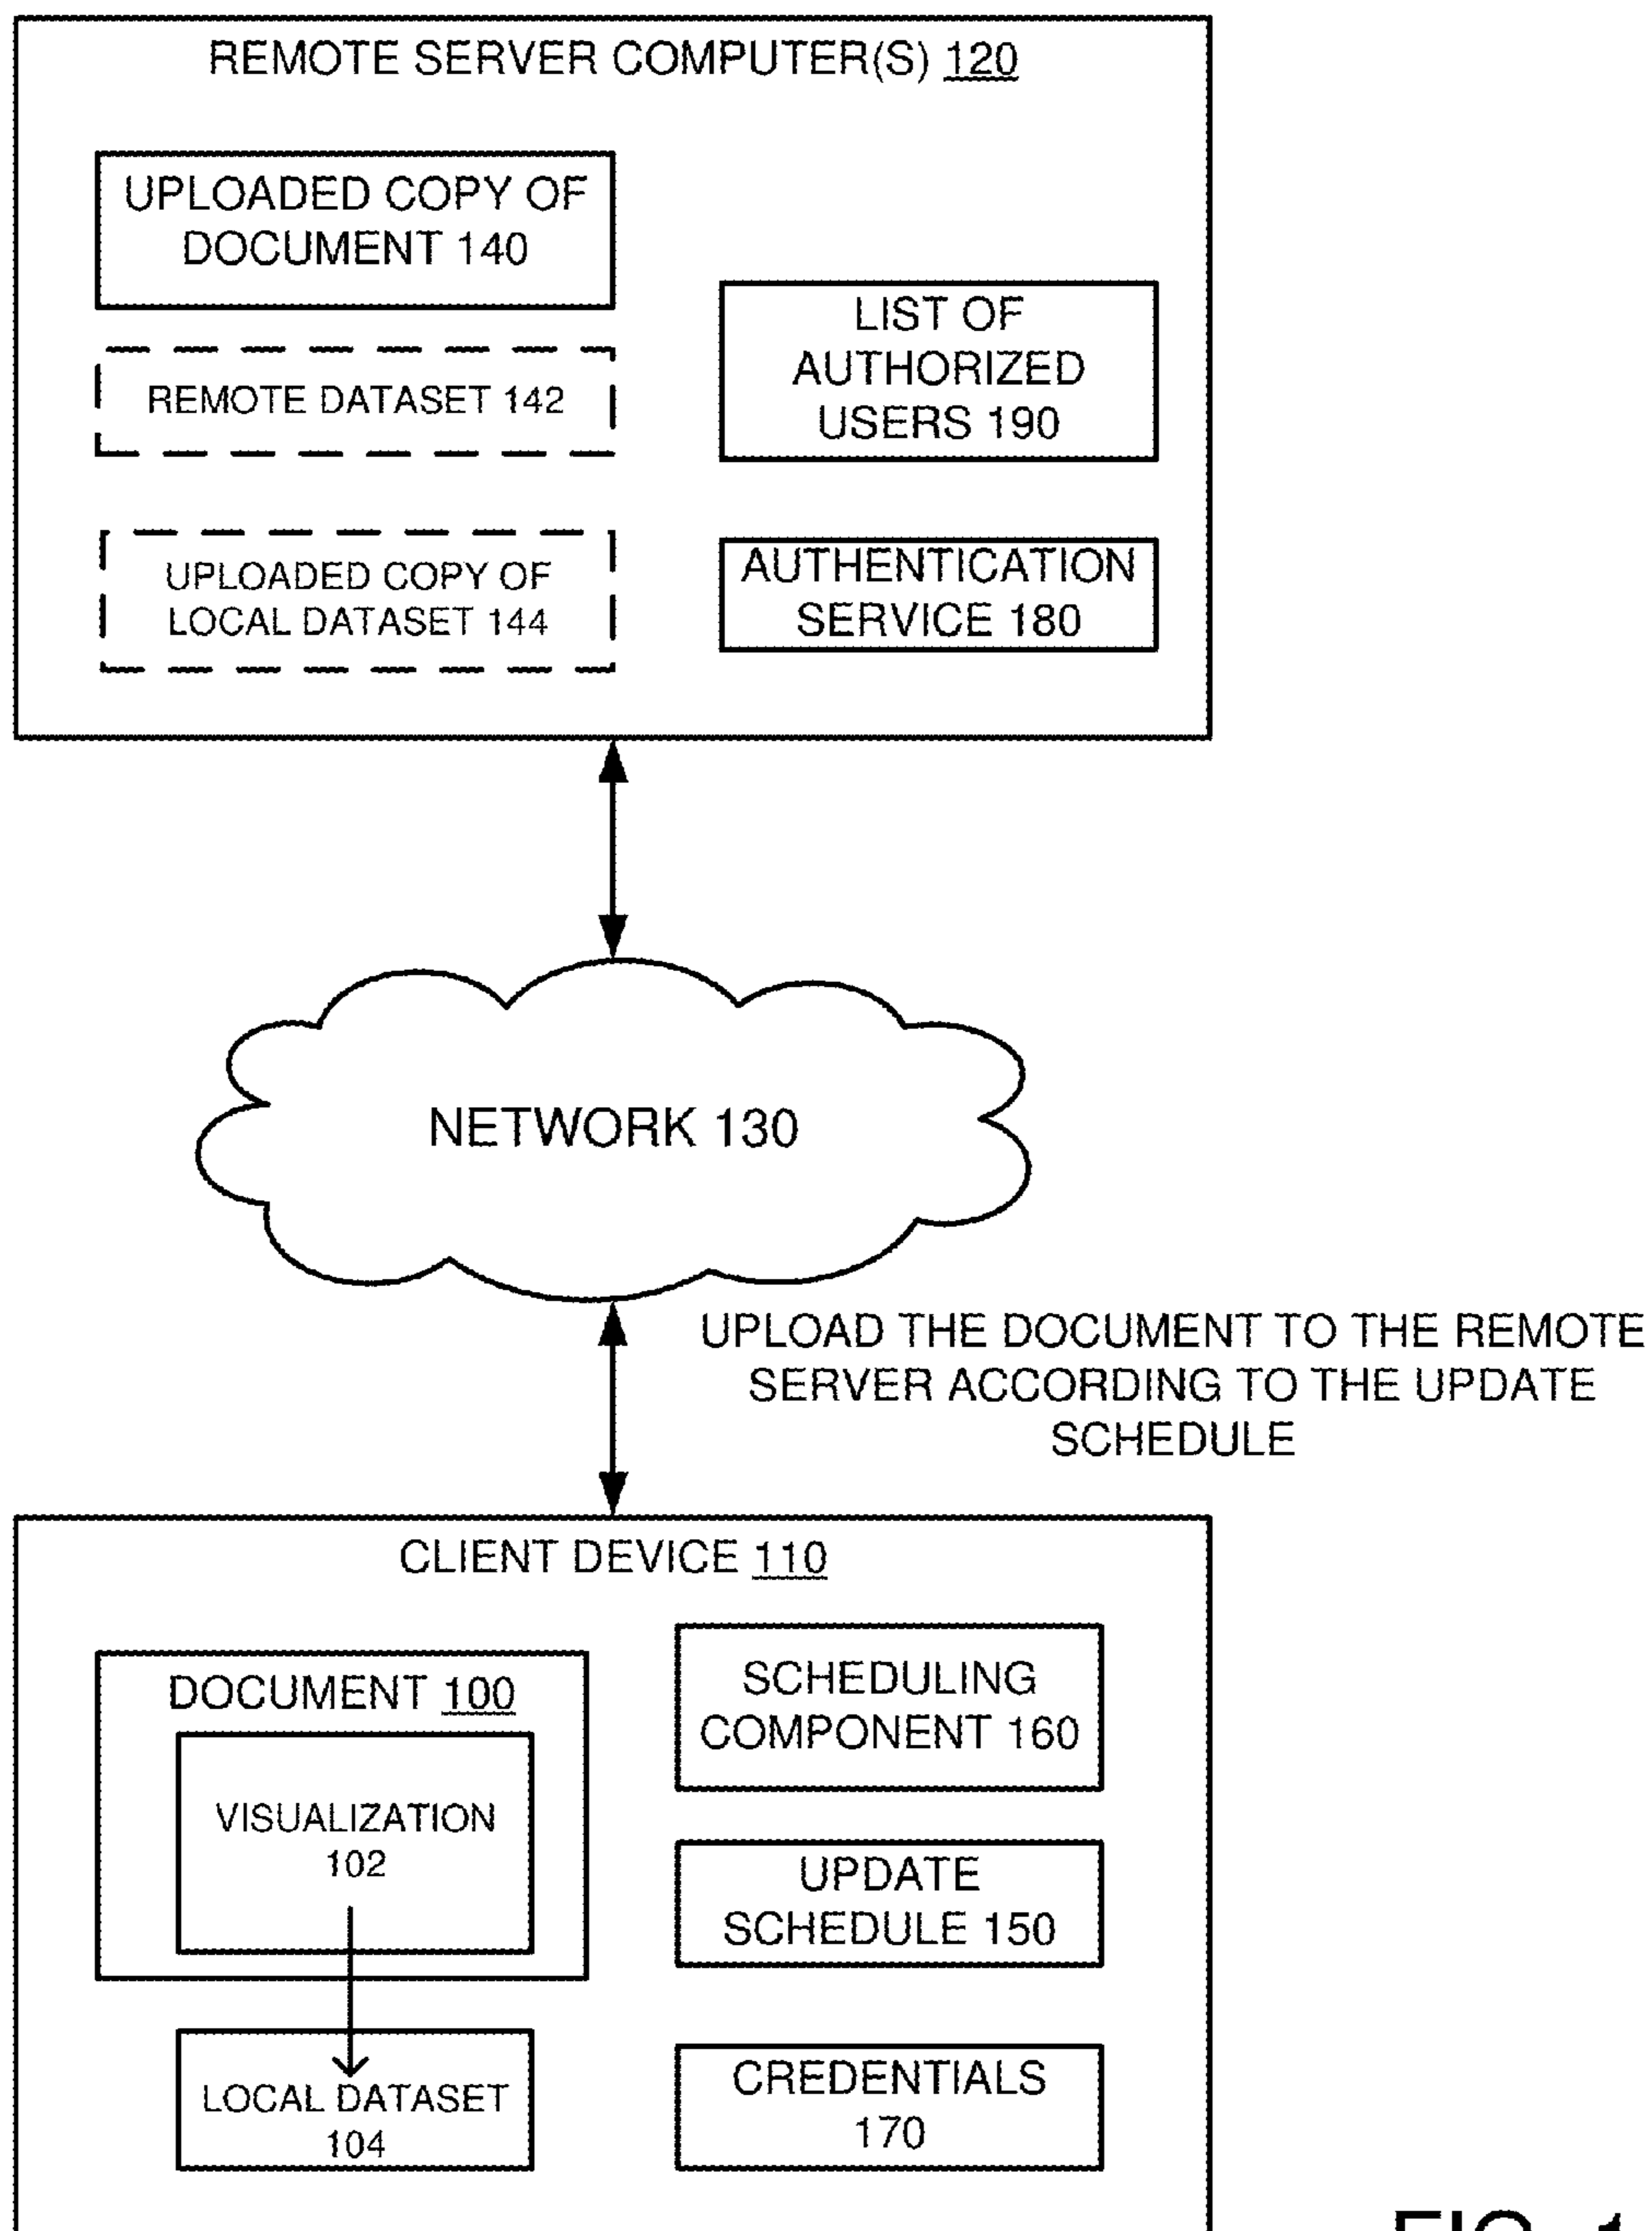 REMOTE SERVER COMPUTER(S) 120
UPLOADED COPY OF
DOCUMENT 140
REMOTE DATASET 142
UPLOADED COPY OF
LOCAL DATASET 144
LIST OF
AUTHORIZED
USERS 190
AUTHENTICATION
SERVICE 180
NETWORK 130
UPLOAD THE DOCUMENT TO THE REMOTE
SERVER ACCORDING TO THE UPDATE
SCHEDULE
CLIENT DEVICE 110
DOCUMENT 100
VISUALIZATION
102
LOCAL DATASET
104
SCHEDULING
COMPONENT 160
UPDATE
SCHEDULE 150
CREDENTIALS
170
FIG. 1